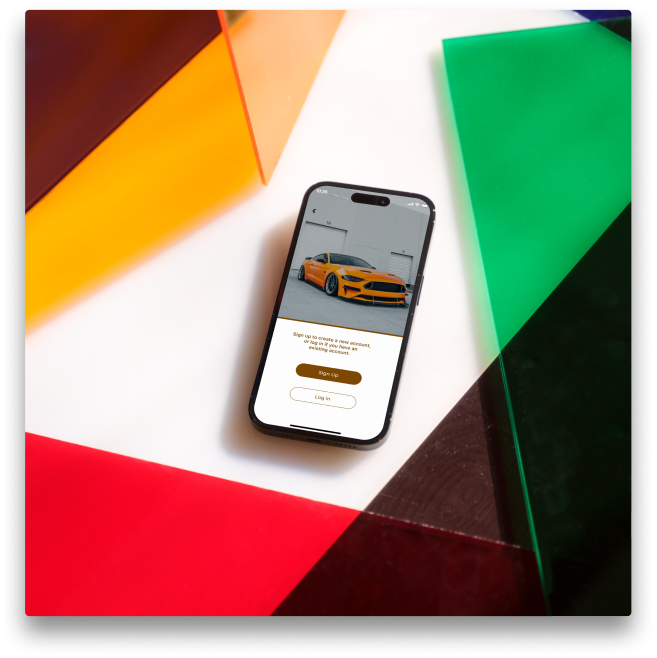 Sign up to create a new account,
or log in if you have an
existing account.
Sign Up
Log in